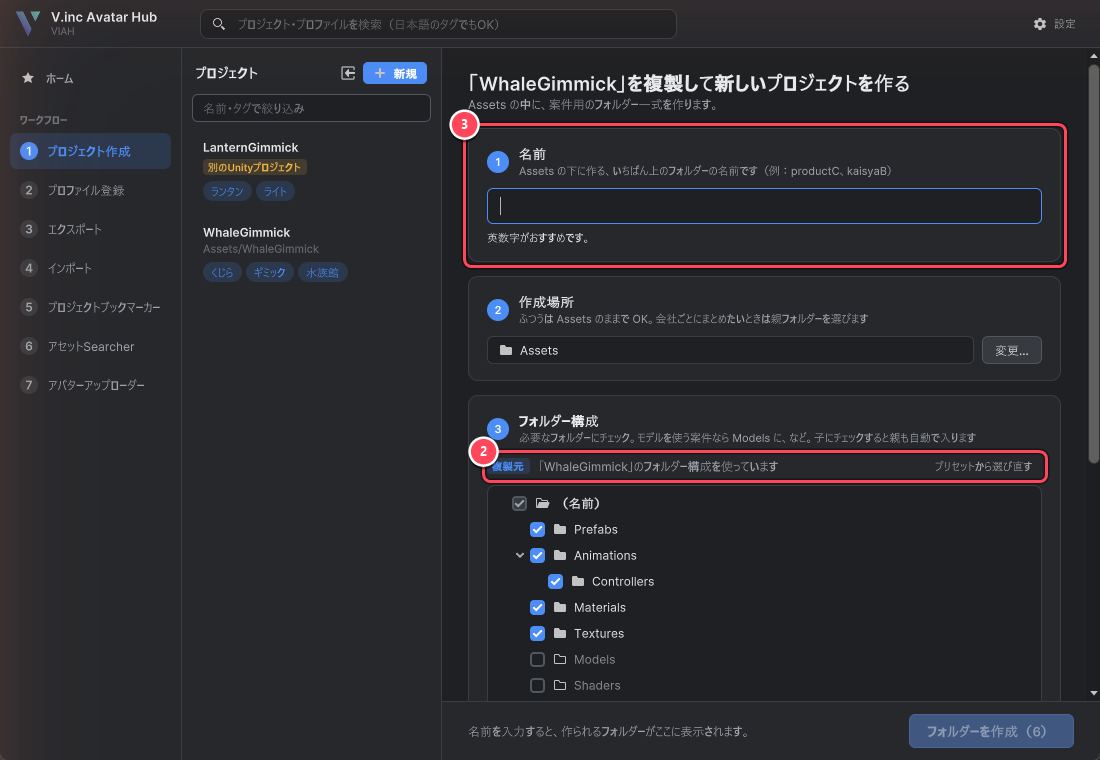 V.inc Avatar Hub
VIAH
プロジェクト・プロファイルを検索（日本語のタグでもOK）
設定
ホーム
ワークフロー
1 プロジェクト作成
2 プロファイル登録
3 エクスポート
4 インポート
5 プロジェクトブックマーカー
6 アセットSearcher
7 アバターアップローダー
プロジェクト
＋ 新規
名前・タグで絞り込み
LanternGimmick
別のUnityプロジェクト
ランタン ライト
WhaleGimmick
Assets/WhaleGimmick
くじら ギミック 水族館
「WhaleGimmick」を複製して新しいプロジェクトを作る
Assets の中に、案件用のフォルダー一式を作ります。
3
1 名前
Assets の下に作る、いちばん上のフォルダーの名前です（例：productC、kaisyaB）
英数字がおすすめです。
2 作成場所
ふつうは Assets のままで OK。会社ごとにまとめたいときは親フォルダーを選びます
Assets
変更...
3 フォルダー構成
必要なフォルダーにチェック。モデルを使う案件なら Models に、など。子にチェックすると親も自動で入ります
2
複製元 「WhaleGimmick」のフォルダー構成を使っています プリセットから選び直す
（名前）
Prefabs
Animations
Controllers
Materials
Textures
Models
Shaders
名前を入力すると、作られるフォルダーがここに表示されます。
フォルダーを作成（6）